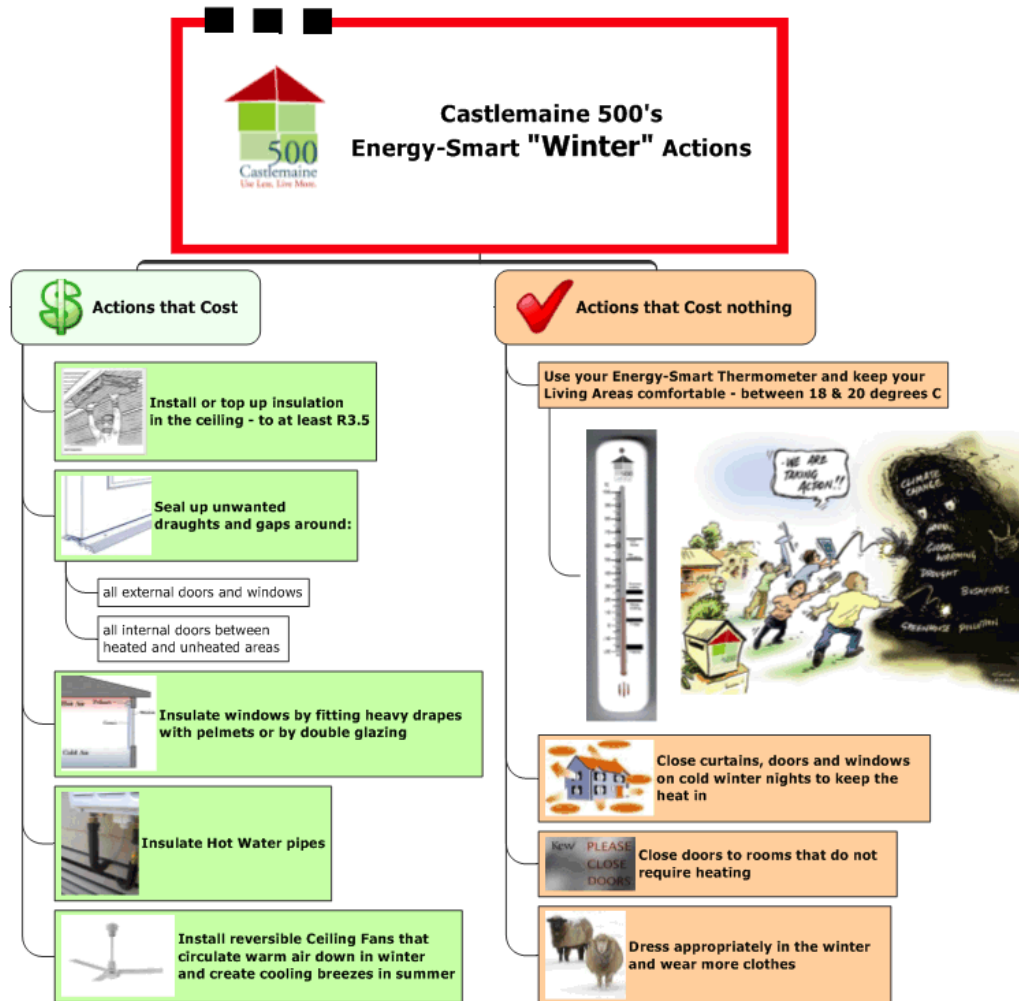 500
Castlemaine
Use Less, Live More.
Castlemaine 500's
Energy-Smart "Winter" Actions
Actions that Cost
Install or top up insulation
in the ceiling - to at least R3.5
Seal up unwanted
draughts and gaps around:
all external doors and windows
all internal doors between
heated and unheated areas
Hot Air
Cold Air
Insulate windows by fitting heavy drapes
with pelmets or by double glazing
Insulate Hot Water pipes
Install reversible Ceiling Fans that
circulate warm air down in winter
and create cooling breezes in summer
Actions that Cost nothing
Use your Energy-Smart Thermometer and keep your
Living Areas comfortable - between 18 & 20 degrees C
500
-WE ARE
TAKING
ACTION!!
CLIMATE
CHANGE
GLOBAL
WARMING
DROUGHT
BUSHFIRES
GREENHOUSE POLLUTION
Close curtains, doors and windows
on cold winter nights to keep the
heat in
Kew
PLEASE
CLOSE
DOORS
Close doors to rooms that do not
require heating
Dress appropriately in the winter
and wear more clothes